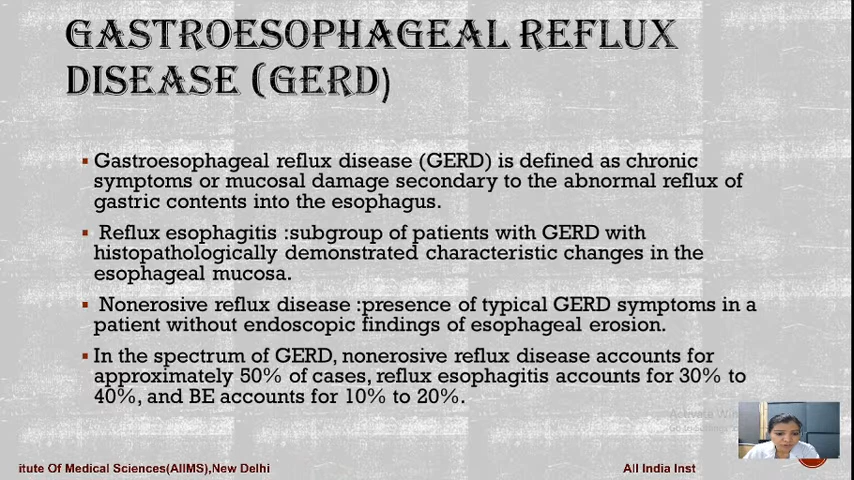 GASTROESOPHAGEAL REFLUX
DISEASE (GERD)
▪ Gastroesophageal reflux disease (GERD) is defined as chronic
symptoms or mucosal damage secondary to the abnormal reflux of
gastric contents into the esophagus.
▪ Reflux esophagitis :subgroup of patients with GERD with
histopathologically demonstrated characteristic changes in the
esophageal mucosa.
▪ Nonerosive reflux disease :presence of typical GERD symptoms in a
patient without endoscopic findings of esophageal erosion.
▪ In the spectrum of GERD, nonerosive reflux disease accounts for
approximately 50% of cases, reflux esophagitis accounts for 30% to
40%, and BE accounts for 10% to 20%.
Activate Win
Go to Settings
itute Of Medical Sciences(AIIMS),New Delhi
All India Inst